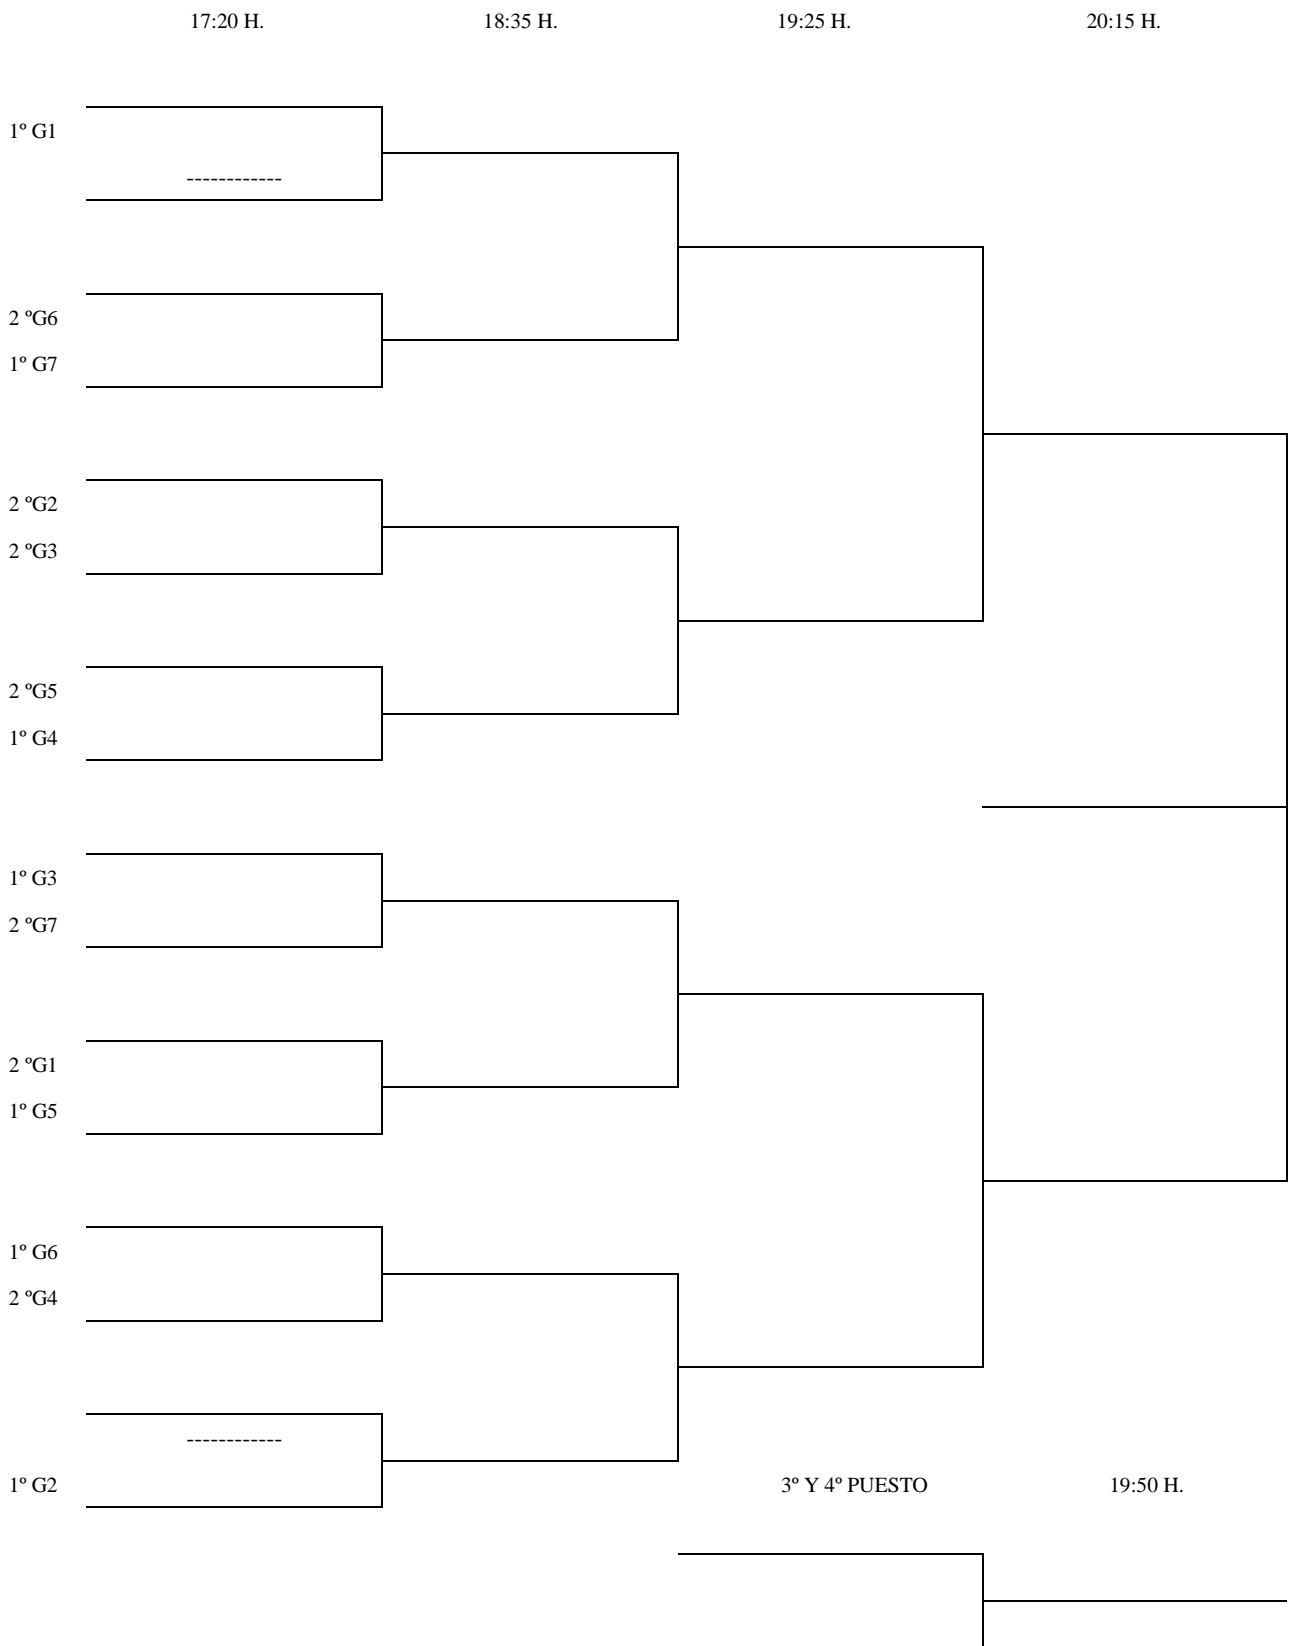 17:20 H. 18:35 H. 19:25 H. 20:15 H.
1º G1
------------
2 ºG6
1º G7
2 ºG2
2 ºG3
2 ºG5
1º G4
1º G3
2 ºG7
2 ºG1
1º G5
1º G6
2 ºG4
------------
1º G2 3º Y 4º PUESTO 19:50 H.